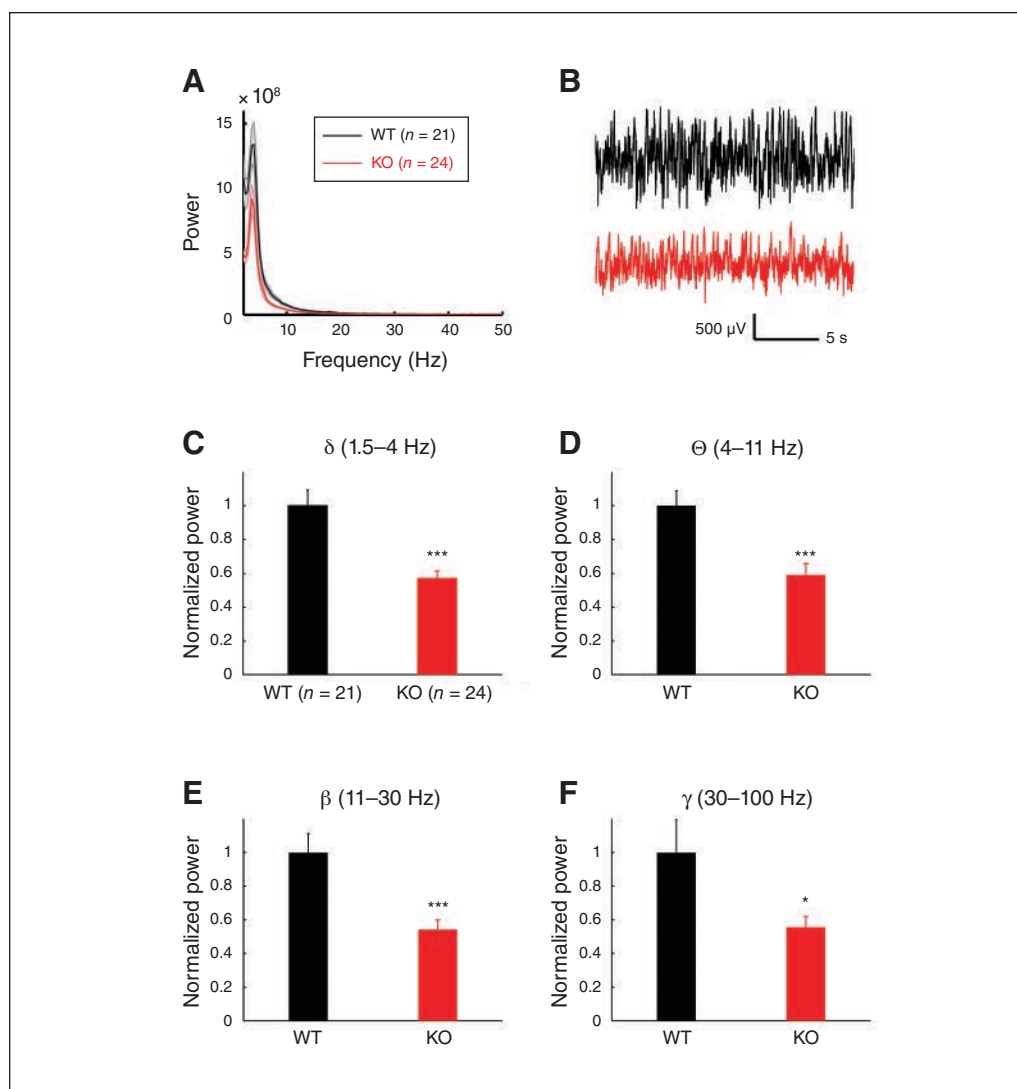 A
× 10⁸
15
10
5
0
Power
10 20 30 40 50
Frequency (Hz)
WT (n = 21)
KO (n = 24)
B
500 µV
5 s
C
δ (1.5–4 Hz)
Normalized power
1
0.8
0.6
0.4
0.2
0
***
WT (n = 21) KO (n = 24)
D
Θ (4–11 Hz)
Normalized power
1
0.8
0.6
0.4
0.2
0
***
WT KO
E
β (11–30 Hz)
Normalized power
1
0.8
0.6
0.4
0.2
0
***
WT KO
F
γ (30–100 Hz)
Normalized power
1
0.8
0.6
0.4
0.2
0
*
WT KO